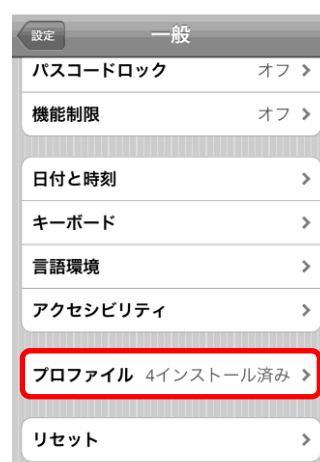 設定 一般
パスコードロック オフ
機能制限 オフ
日付と時刻
キーボード
言語環境
アクセシビリティ
プロファイル 4インストール済み
リセット